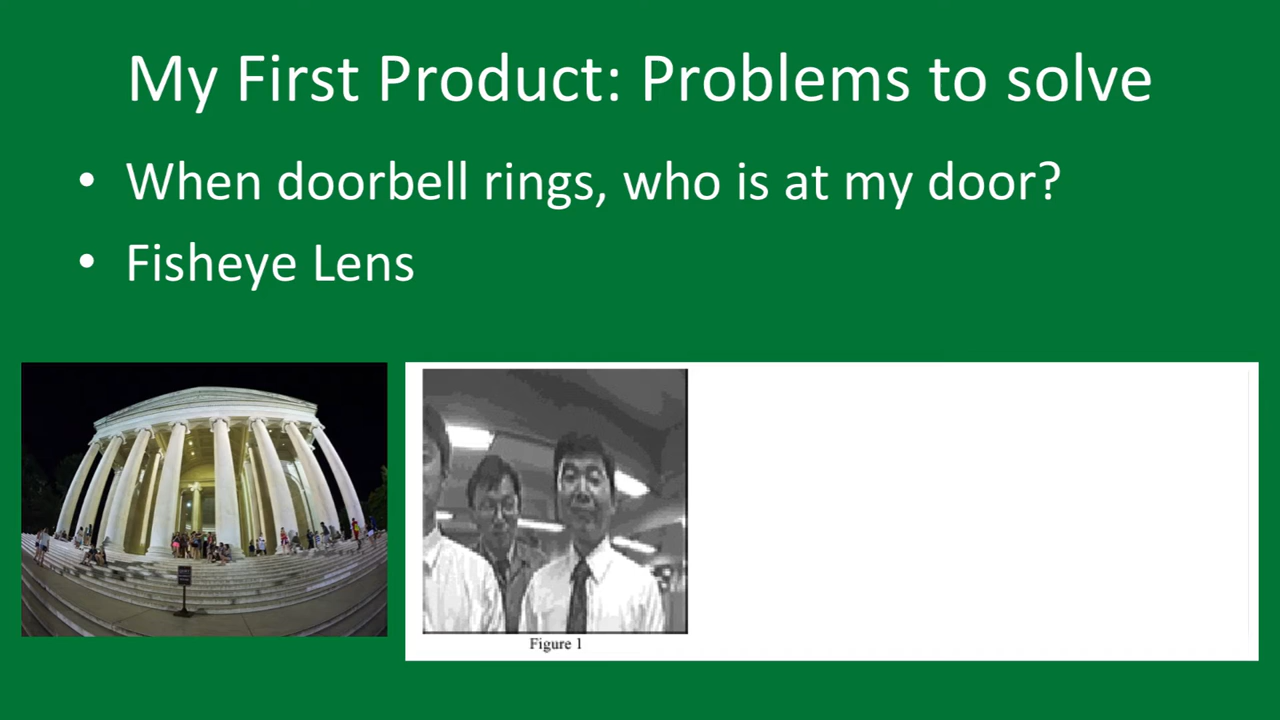 My First Product: Problems to solve
• When doorbell rings, who is at my door?
• Fisheye Lens
Figure 1